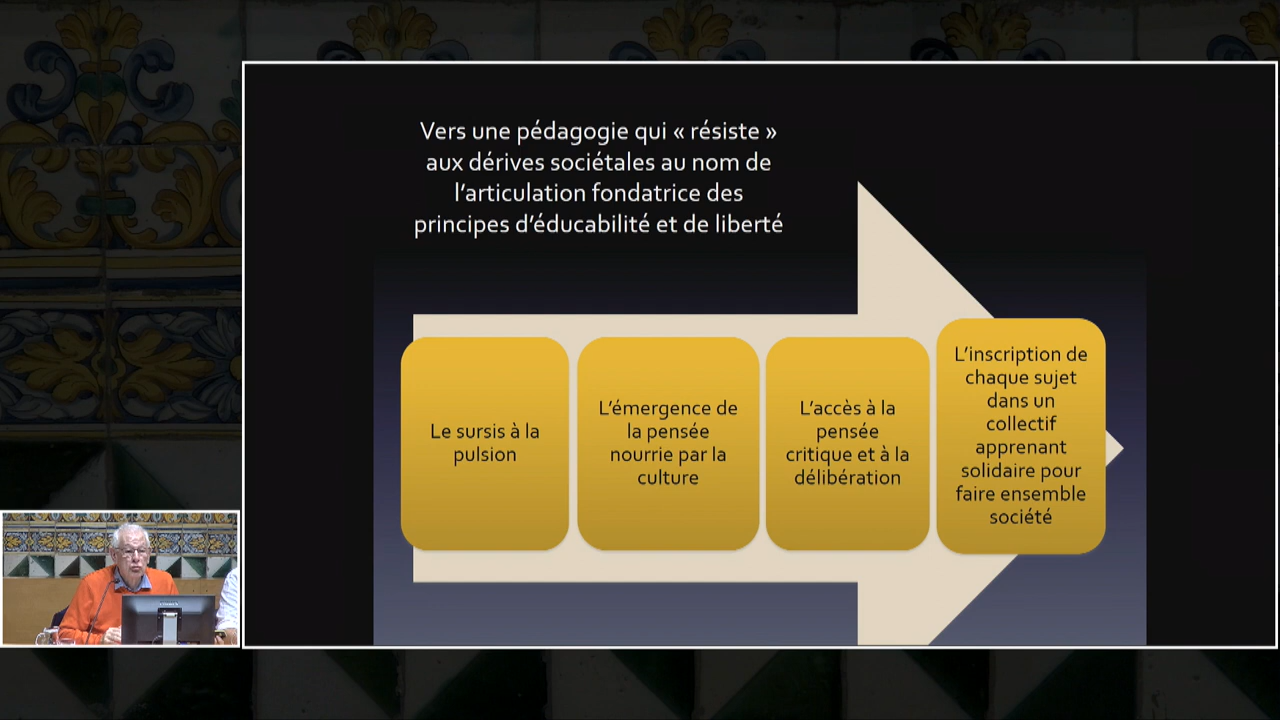 Vers une pédagogie qui « résiste »
aux dérives sociétales au nom de
l’articulation fondatrice des
principes d’éducabilité et de liberté
Le sursis à la
pulsion
L’émergence de
la pensée
nourrie par la
culture
L’accès à la
pensée
critique et à la
délibération
L’inscription de
chaque sujet
dans un
collectif
apprenant
solidaire pour
faire ensemble
société